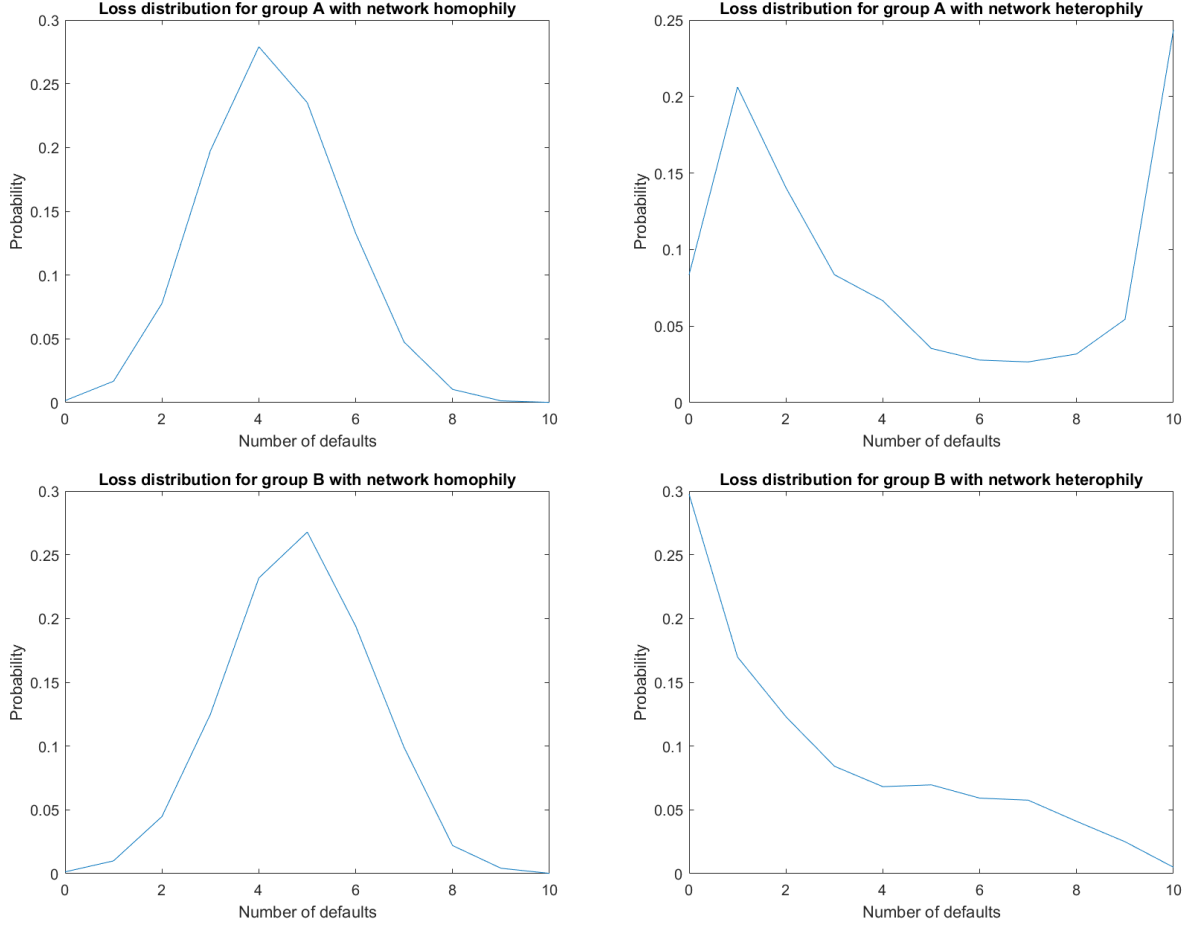 Loss distribution for group A with network homophily
0.3
0.25
0.2
0.15
0.1
0.05
0
Probability
0 2 4 6 8 10
Number of defaults
Loss distribution for group A with network heterophily
0.25
0.2
0.15
0.1
0.05
0
Probability
0 2 4 6 8 10
Number of defaults
Loss distribution for group B with network homophily
0.3
0.25
0.2
0.15
0.1
0.05
0
Probability
0 2 4 6 8 10
Number of defaults
Loss distribution for group B with network heterophily
0.3
0.25
0.2
0.15
0.1
0.05
0
Probability
0 2 4 6 8 10
Number of defaults